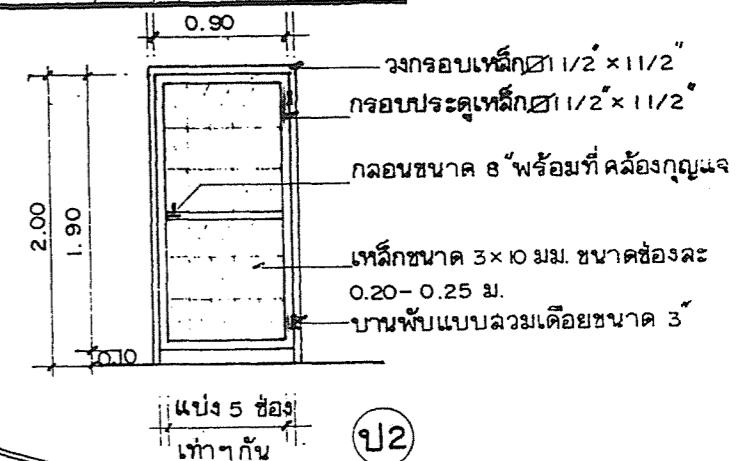 0.90
วงกรอบเหล็ก⌀1 1/2" × 1 1/2"
กรอบประตูเหล็ก⌀1 1/2" × 1 1/2"
กลอนขนาด 8" พร้อมที่คล้องกุญแจ
2.00
1.90
เหล็กขนาด 3×10 มม. ขนาดช่องละ
0.20-0.25 ม.
บานพับแบบสวมเดือยขนาด 3"
0.10
แบ่ง 5 ช่อง
เท่าๆกัน
ป2